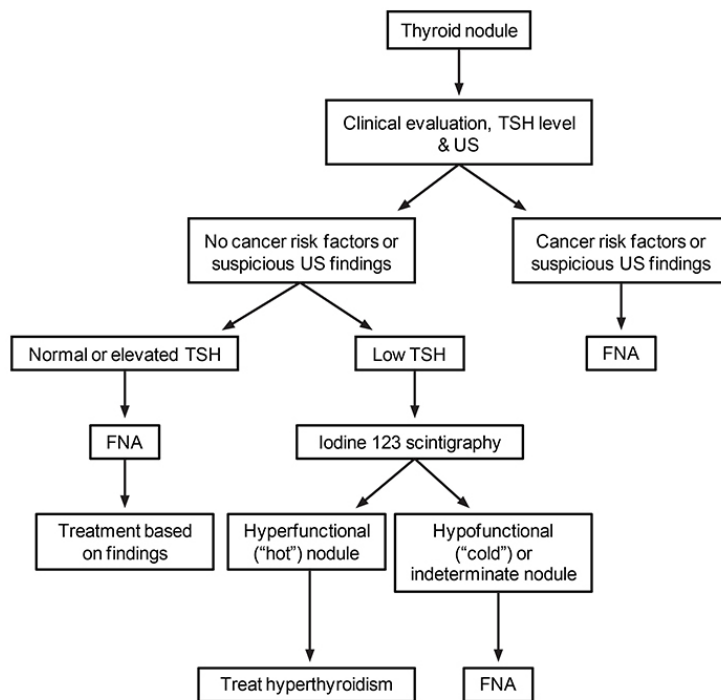 Thyroid nodule
Clinical evaluation, TSH level
& US
No cancer risk factors or
suspicious US findings
Cancer risk factors or
suspicious US findings
Normal or elevated TSH
Low TSH
FNA
FNA
Iodine 123 scintigraphy
Treatment based
on findings
Hyperfunctional
("hot") nodule
Hypofunctional
("cold") or
indeterminate nodule
Treat hyperthyroidism
FNA